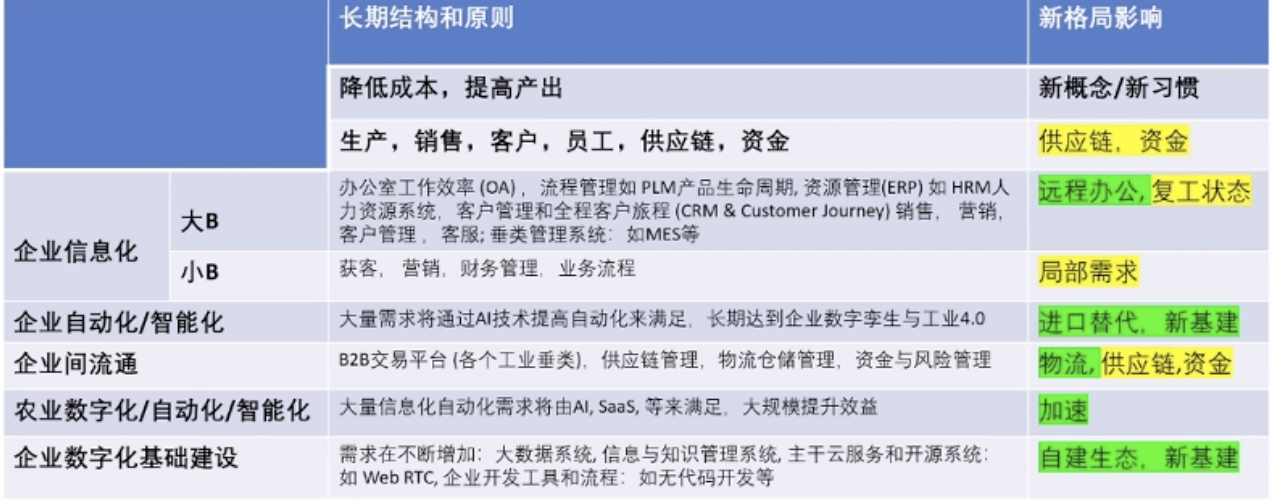 长期结构和原则
新格局影响
降低成本，提高产出
新概念/新习惯
生产，销售，客户，员工，供应链，资金
供应链，资金
企业信息化
大B
办公室工作效率 (OA) ，流程管理如 PLM产品生命周期, 资源管理(ERP) 如 HRM人
力资源系统，客户管理和全程客户旅程 (CRM & Customer Journey) 销售， 营销，
客户管理 ，客服; 垂类管理系统：如MES等
远程办公, 复工状态
小B
获客， 营销，财务管理，业务流程
局部需求
企业自动化/智能化
大量需求将通过AI技术提高自动化来满足，长期达到企业数字孪生与工业4.0
进口替代，新基建
企业间流通
B2B交易平台 (各个工业垂类)，供应链管理，物流仓储管理，资金与风险管理
物流, 供应链,资金
农业数字化/自动化/智能化
大量信息化自动化需求将由AI, SaaS, 等来满足，大规模提升效益
加速
企业数字化基础建设
需求在不断增加：大数据系统, 信息与知识管理系统, 主干云服务和开源系统：
如 Web RTC, 企业开发工具和流程：如无代码开发等
自建生态，新基建